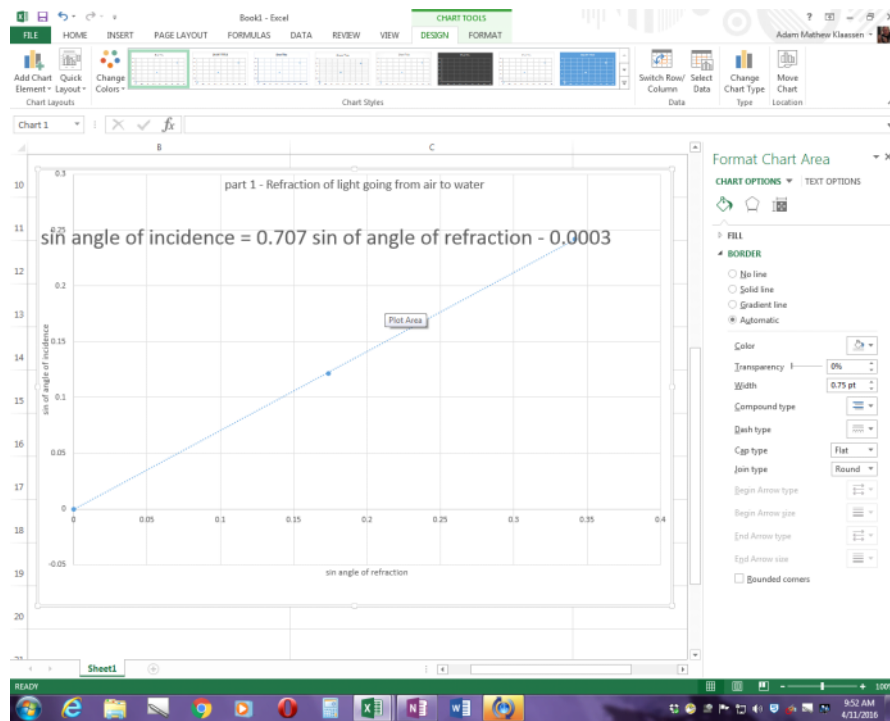 Book1 - Excel
CHART TOOLS
?
FILE HOME INSERT PAGE LAYOUT FORMULAS DATA REVIEW VIEW DESIGN FORMAT
Adam Mathew Klaassen
Add Chart Element
Quick Layout
Change Colors
Switch Row/ Column
Select Data
Change Chart Type
Move Chart
Chart Layouts
Chart Styles
Data
Type
Location
Chart 1
fx
B C
10
11
12
13
14
15
16
17
18
19
20
part 1 - Refraction of light going from air to water
sin angle of incidence = 0.707 sin of angle of refraction - 0.0003
Plot Area
sin of angle of incidence
0.3
0.25
0.2
0.15
0.1
0.05
0
-0.05
0 0.05 0.1 0.15 0.2 0.25 0.3 0.35 0.4
sin angle of refraction
Format Chart Area
CHART OPTIONS TEXT OPTIONS
FILL
BORDER
No line
Solid line
Gradient line
Automatic
Color
Transparency 0%
Width 0.75 pt
Compound type
Dash type
Cap type Flat
Join type Round
Begin Arrow type
Begin Arrow size
End Arrow type
End Arrow size
Rounded corners
Sheet1
READY
100%
9:52 AM
4/11/2016